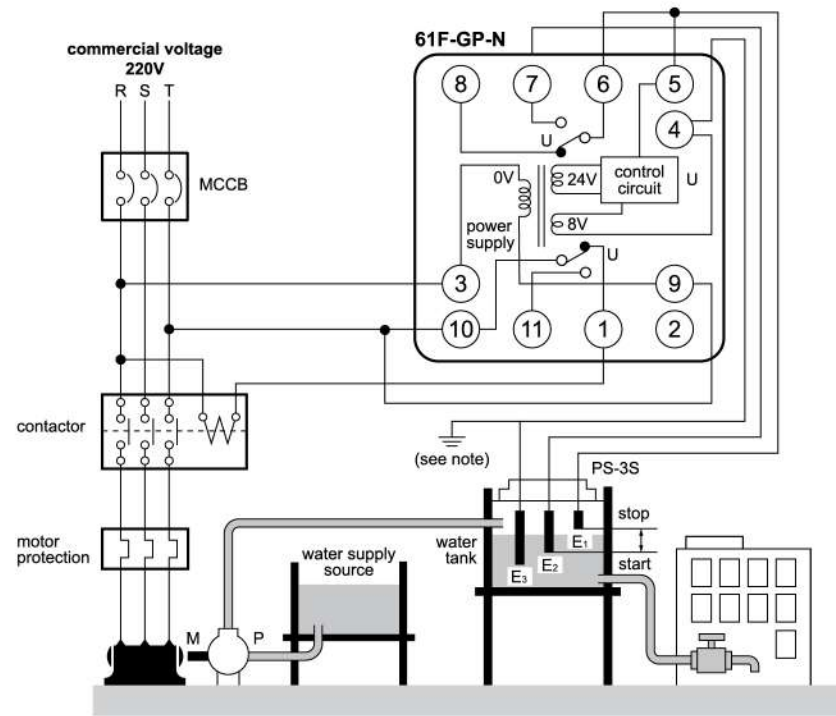 commercial voltage
220V
R S T
MCCB
61F-GP-N
8 7 6 5
4
U
0V 24V control
circuit U
power
supply 8V
U
3 9
10 11 1 2
contactor
(see note)
PS-3S
stop
start
water
tank
E1
E2
E3
motor
protection
water supply
source
M P